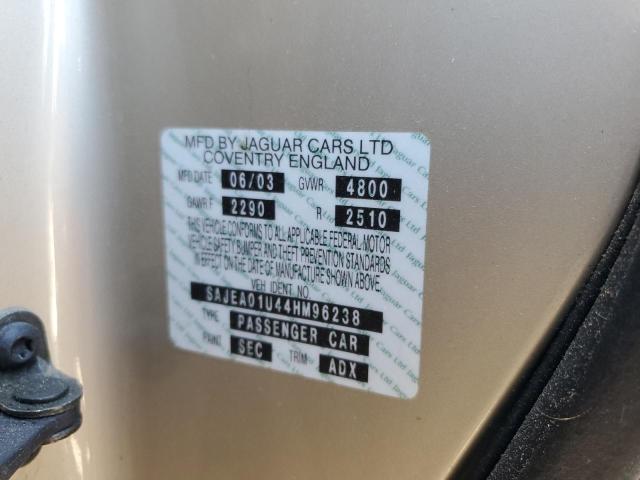 MFD BY JAGUAR CARS LTD
COVENTRY ENGLAND
MFD DATE 06/03 GVWR 4800
GAWR F 2290 R 2510
THIS VEHICLE CONFORMS TO ALL APPLICABLE FEDERAL MOTOR
VEHICLE SAFETY BUMPER AND THEFT PREVENTION STANDARDS
IN EFFECT ON DATE OF MANUFACTURE SHOWN ABOVE.
VEH IDENT. NO.
SAJEA01U44HM96238
TYPE PASSENGER CAR
PAINT SEC TRIM ADX